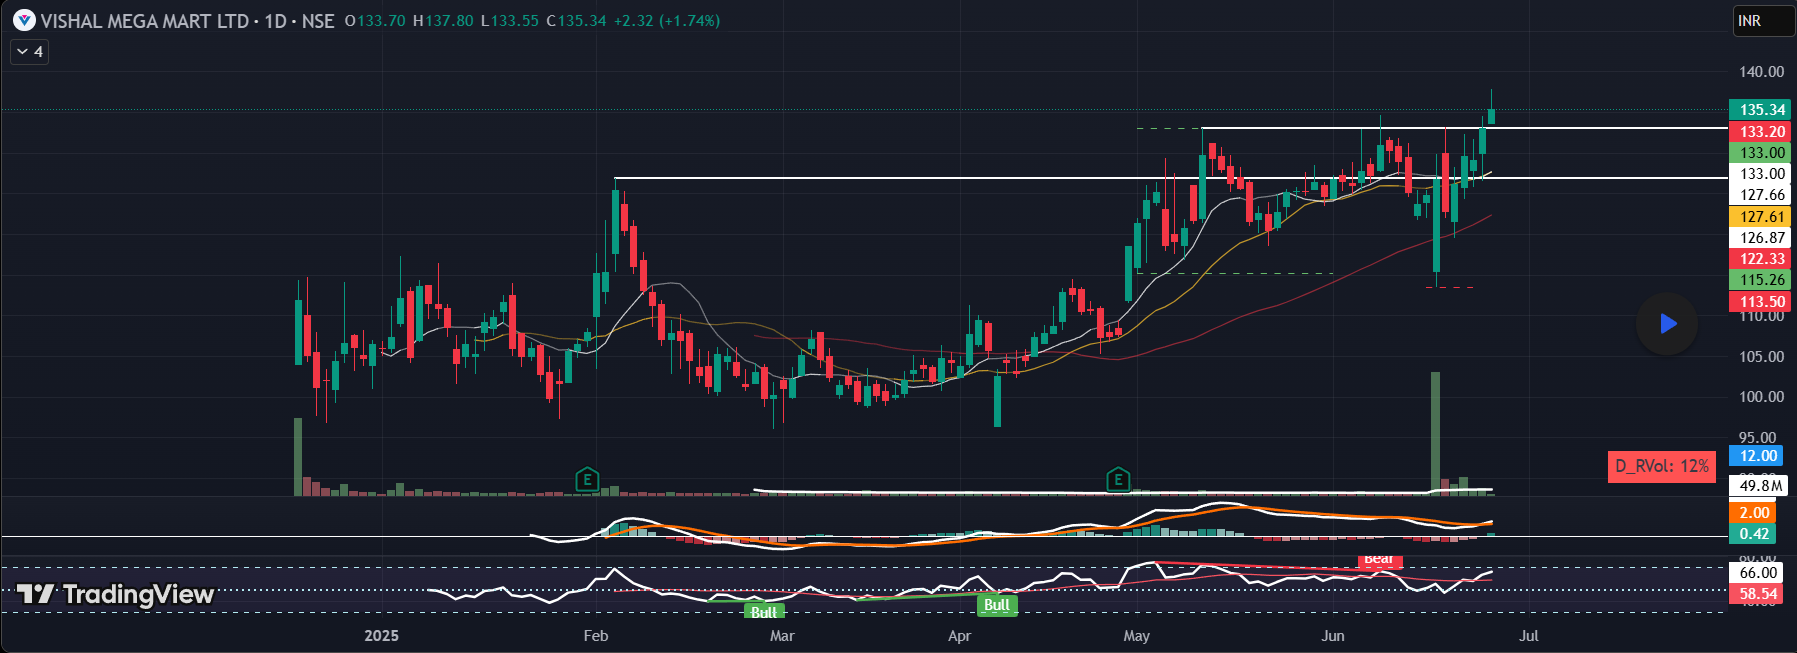 VISHAL MEGA MART LTD · 1D · NSE O133.70 H137.80 L133.55 C135.34 +2.32 (+1.74%)
INR
4
140.00
135.34
133.20
133.00
133.00
127.66
127.61
126.87
122.33
115.26
113.50
110.00
105.00
100.00
95.00
12.00
D_RVol: 12%
E
E
49.8M
2.00
0.42
Bear
66.00
58.54
TradingView
Bull
Bull
2025 Feb Mar Apr May Jun Jul